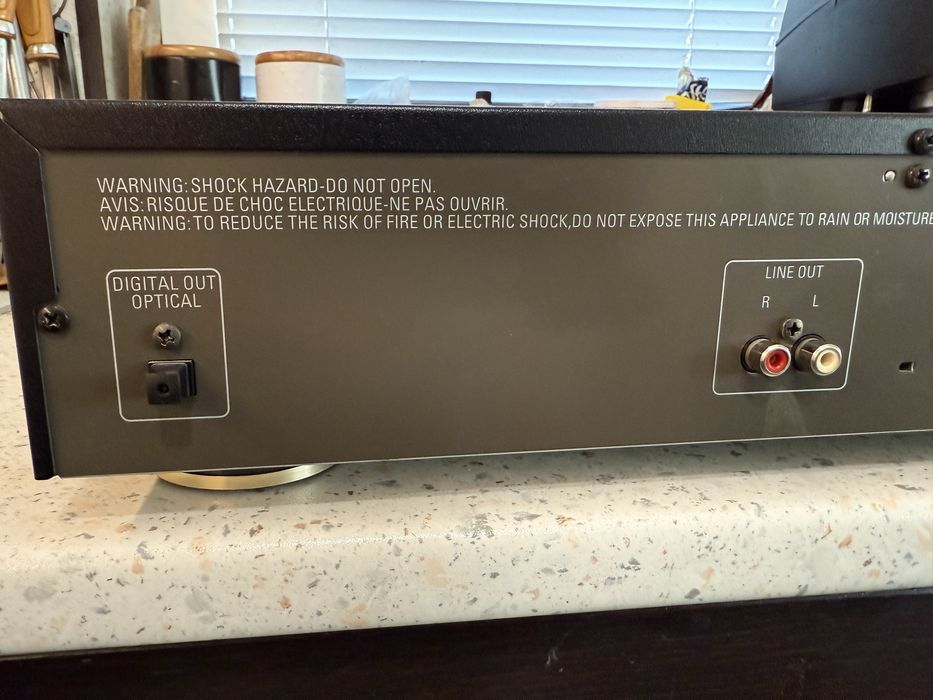 WARNING: SHOCK HAZARD-DO NOT OPEN.
AVIS: RISQUE DE CHOC ELECTRIQUE-NE PAS OUVRIR.
WARNING: TO REDUCE THE RISK OF FIRE OR ELECTRIC SHOCK,DO NOT EXPOSE THIS APPLIANCE TO RAIN OR MOISTURE
DIGITAL OUT
OPTICAL
LINE OUT
R L